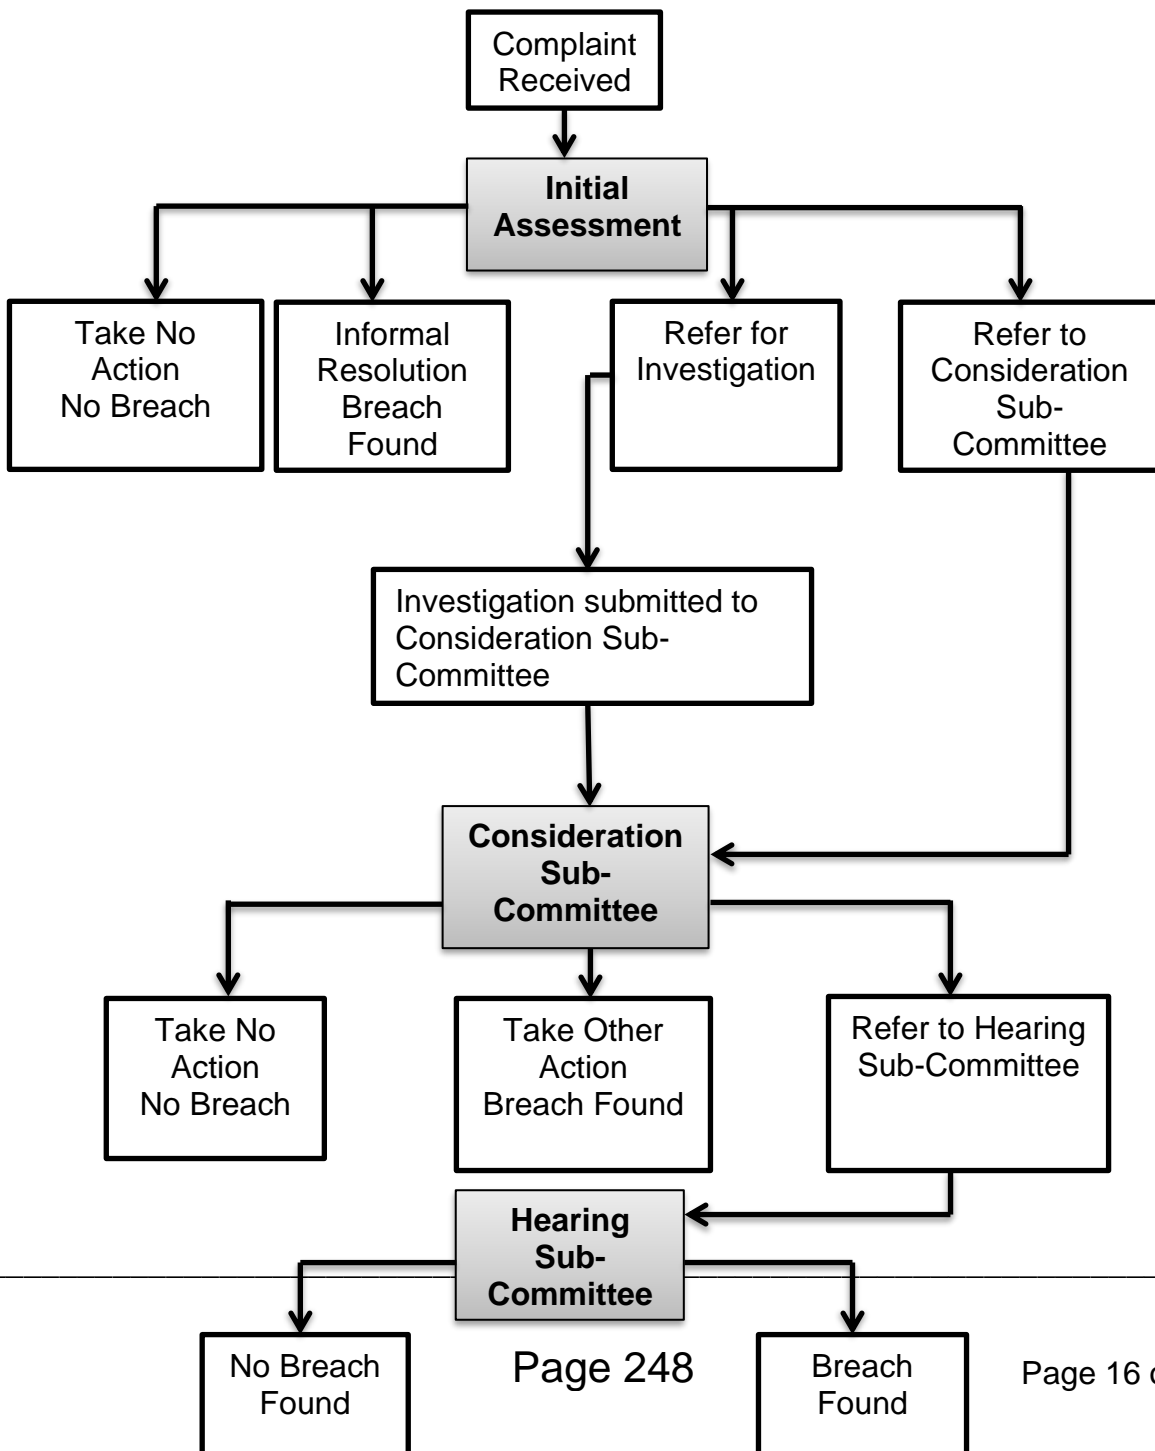 Complaint
Received
Initial
Assessment
Take No
Action
No Breach
Informal
Resolution
Breach
Found
Refer for
Investigation
Refer to
Consideration
Sub-
Committee
Investigation submitted to
Consideration Sub-
Committee
Consideration
Sub-
Committee
Take No
Action
No Breach
Take Other
Action
Breach Found
Refer to Hearing
Sub-Committee
Hearing
Sub-
Committee
No Breach
Found
Breach
Found
Page 248
Page 16